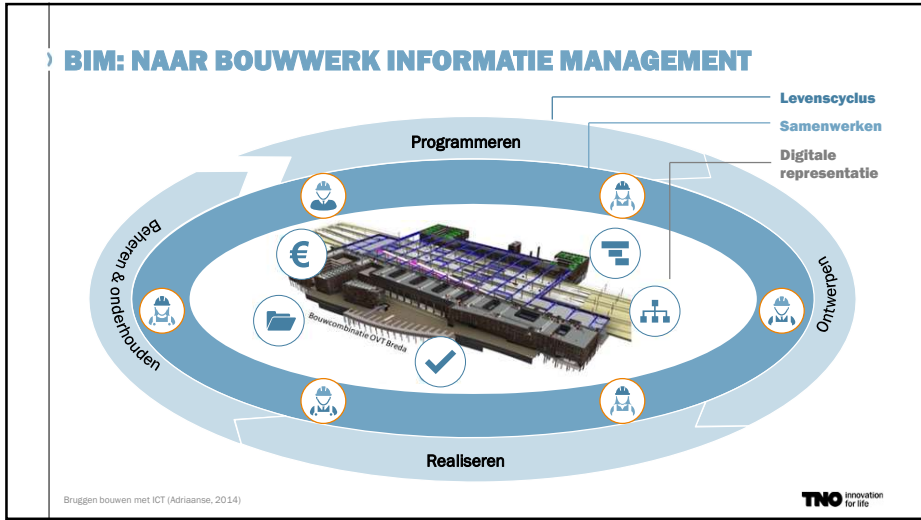 BIM: NAAR BOUWWERK INFORMATIE MANAGEMENT
Levenscyclus
Samenwerken
Digitale
representatie
Programmeren
Ontwerpen
Realiseren
Beheren & onderhouden
€
Bouwcombinatie OVT Breda
Bruggen bouwen met ICT (Adriaanse, 2014)
TNO innovation
for life